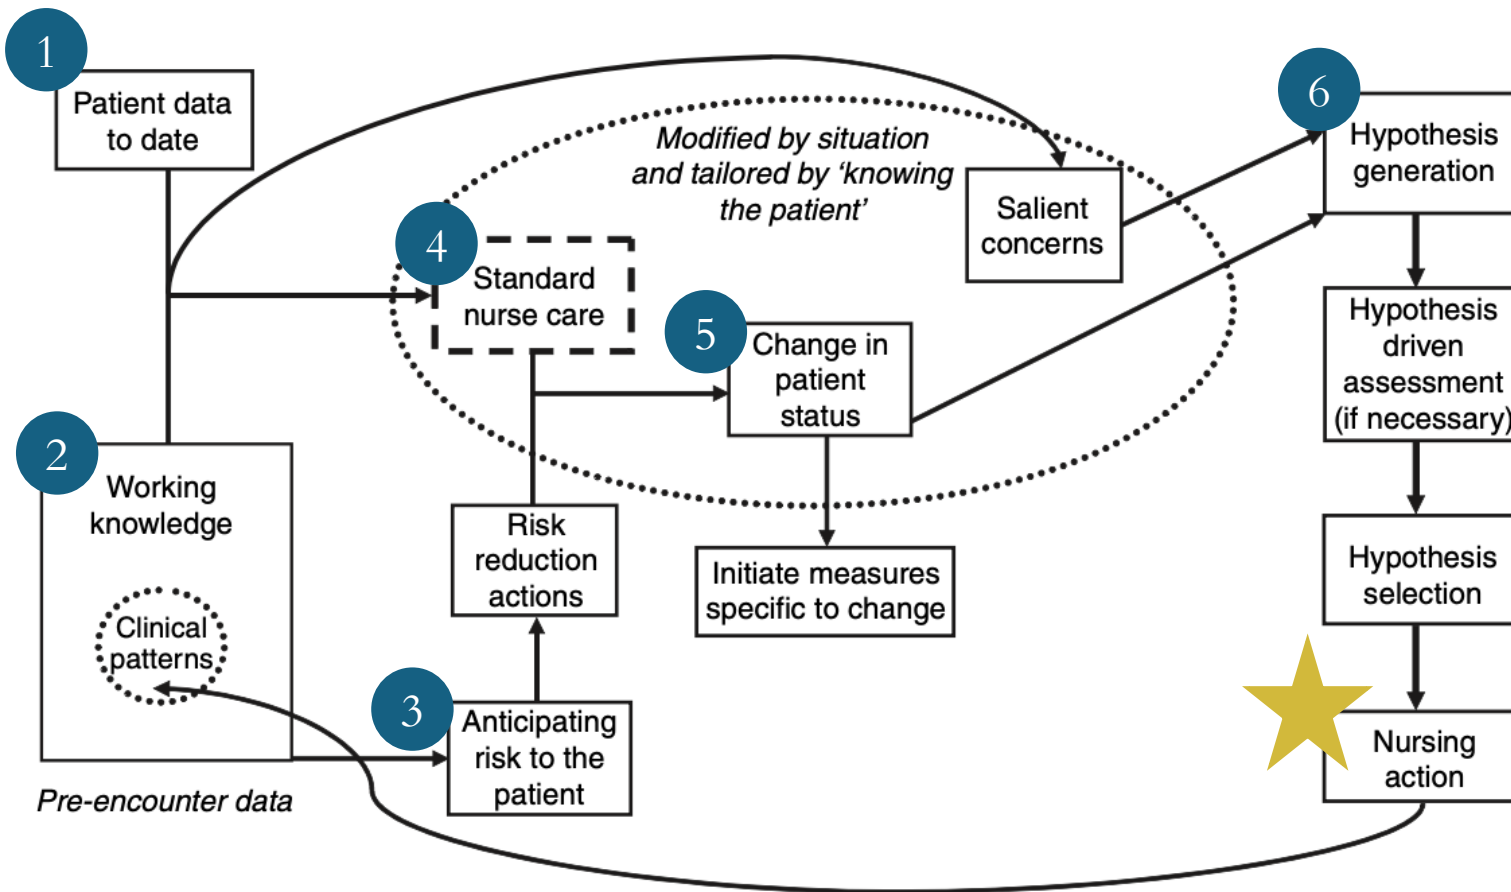 1
Patient data
to date
2
Working
knowledge
Clinical
patterns
Pre-encounter data
3
Anticipating
risk to the
patient
Risk
reduction
actions
4
Standard
nurse care
Modified by situation
and tailored by ‘knowing
the patient’
5
Change in
patient
status
Initiate measures
specific to change
Salient
concerns
6
Hypothesis
generation
Hypothesis
driven
assessment
(if necessary)
Hypothesis
selection
Nursing
action